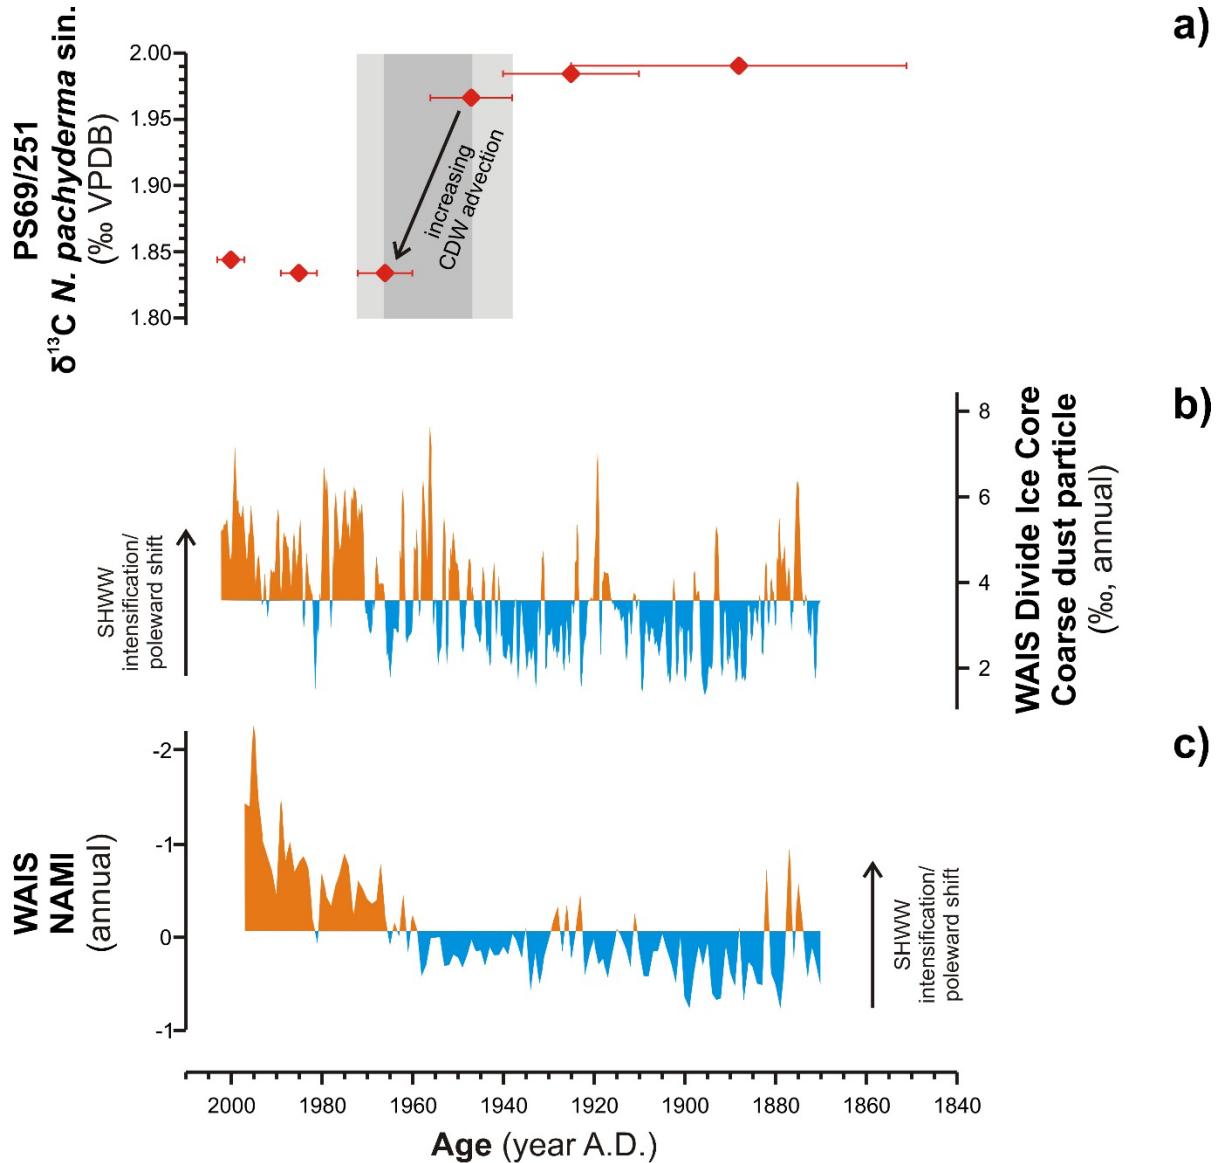 a)
PS69/251
δ¹³C N. pachyderma sin.
(‰ VPDB)
2.00
1.95
1.90
1.85
1.80
increasing
CDW advection
b)
SHWW
intensification/
poleward shift
8
6
4
2
WAIS Divide Ice Core
Coarse dust particle
(‰, annual)
c)
WAIS
NAMI
(annual)
-2
-1
0
-1
SHWW
intensification/
poleward shift
2000
1980
1960
1940
1920
1900
1880
1860
1840
Age (year A.D.)